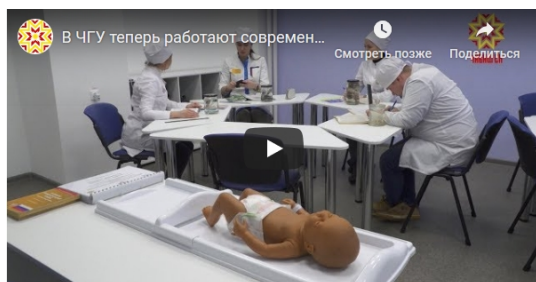 В ЧГУ теперь работают современ...
Смотреть позже
Поделиться